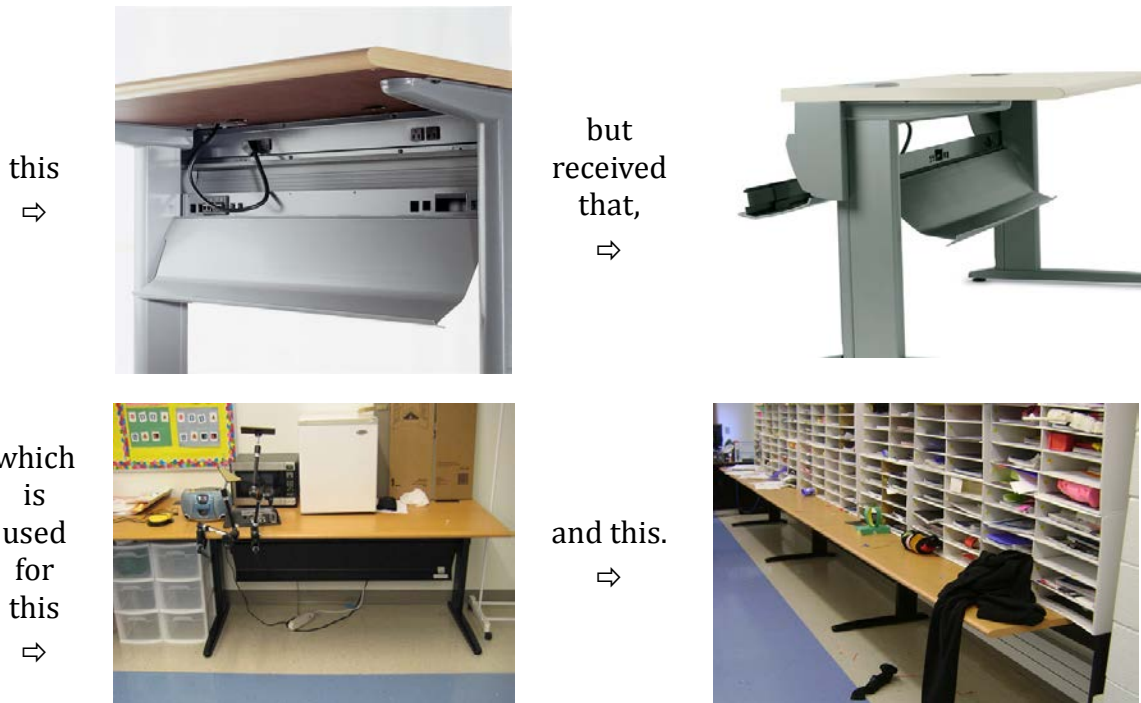 this
⇨
but
received
that,
⇨
which
is
used
for
this
⇨
and this.
⇨